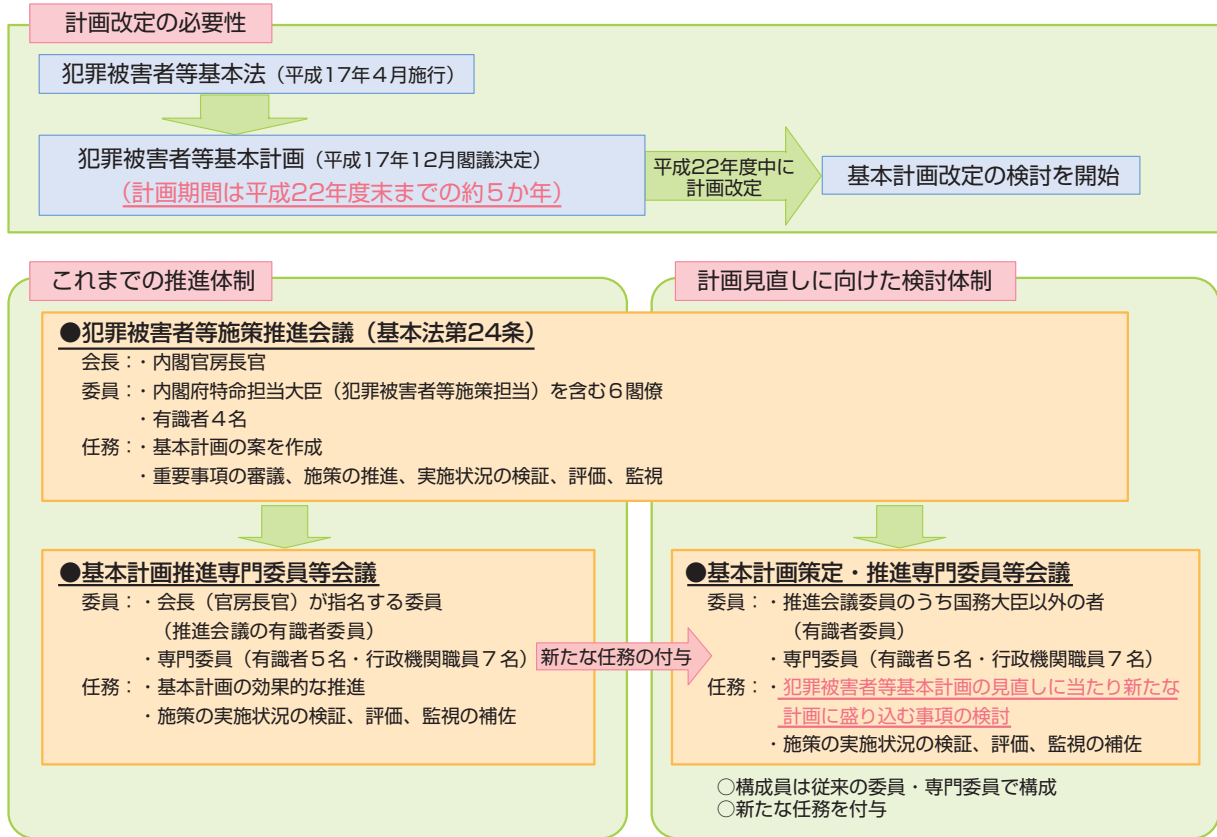 計画改定の必要性
犯罪被害者等基本法（平成17年４月施行）
犯罪被害者等基本計画（平成17年12月閣議決定）
（計画期間は平成22年度末までの約５か年）
平成22年度中に
計画改定
基本計画改定の検討を開始
これまでの推進体制
計画見直しに向けた検討体制
●犯罪被害者等施策推進会議（基本法第24条）
会長：・内閣官房長官
委員：・内閣府特命担当大臣（犯罪被害者等施策担当）を含む６閣僚
・有識者４名
任務：・基本計画の案を作成
・重要事項の審議、施策の推進、実施状況の検証、評価、監視
●基本計画推進専門委員等会議
委員：・会長（官房長官）が指名する委員
（推進会議の有識者委員）
・専門委員（有識者５名・行政機関職員７名）
任務：・基本計画の効果的な推進
・施策の実施状況の検証、評価、監視の補佐
新たな任務の付与
●基本計画策定・推進専門委員等会議
委員：・推進会議委員のうち国務大臣以外の者
（有識者委員）
・専門委員（有識者５名・行政機関職員７名）
任務：・犯罪被害者等基本計画の見直しに当たり新たな
計画に盛り込む事項の検討
・施策の実施状況の検証、評価、監視の補佐
○構成員は従来の委員・専門委員で構成
○新たな任務を付与